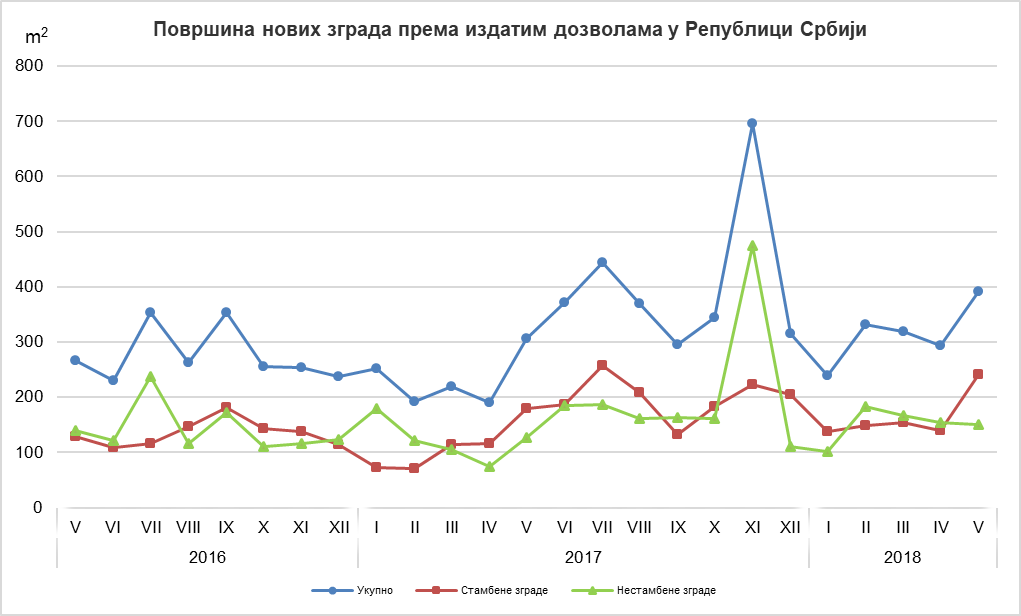 Површина нових зграда према издатим дозволама у Републици Србији
m²
800
700
600
500
400
300
200
100
0
V VI VII VIII IX X XI XII I II III IV V VI VII VIII IX X XI XII I II III IV V
2016 2017 2018
Укупно Стамбене зграде Нестамбене зграде